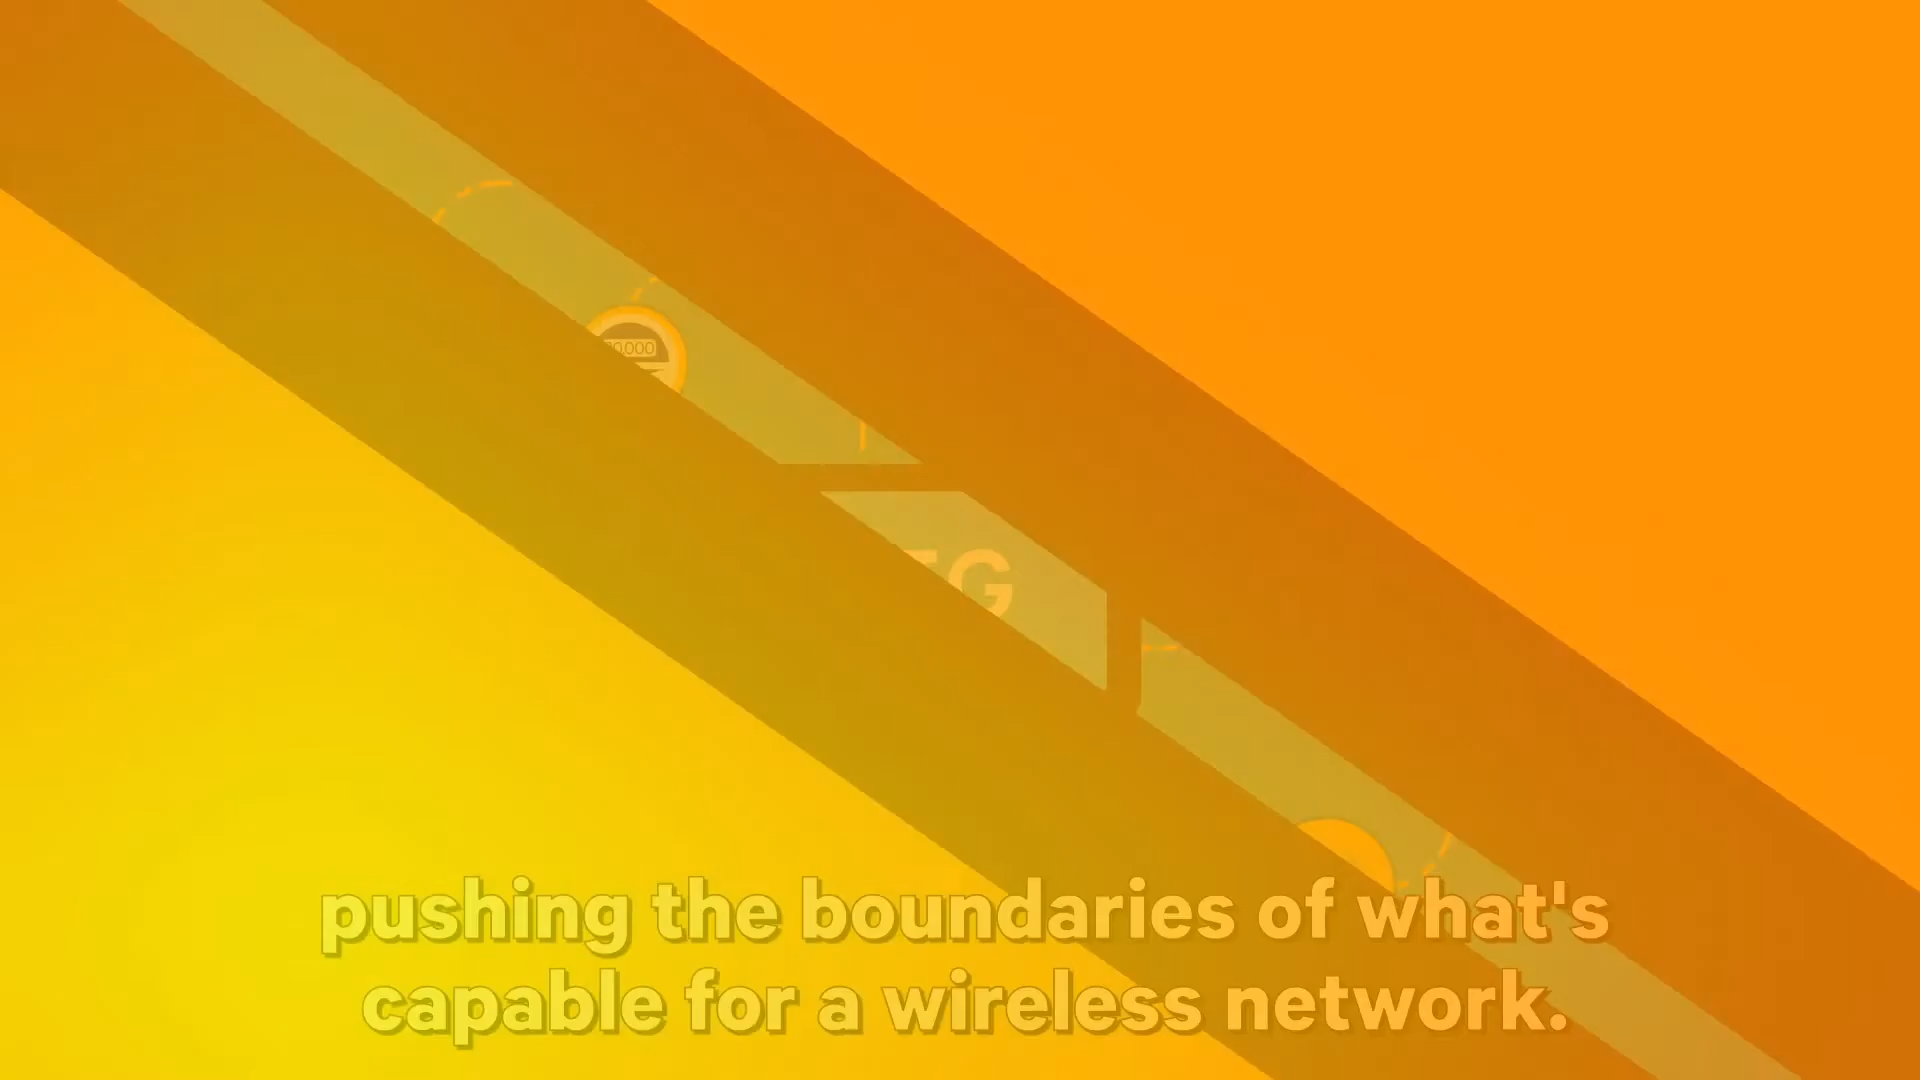 pushing the boundaries of what's
capable for a wireless network.